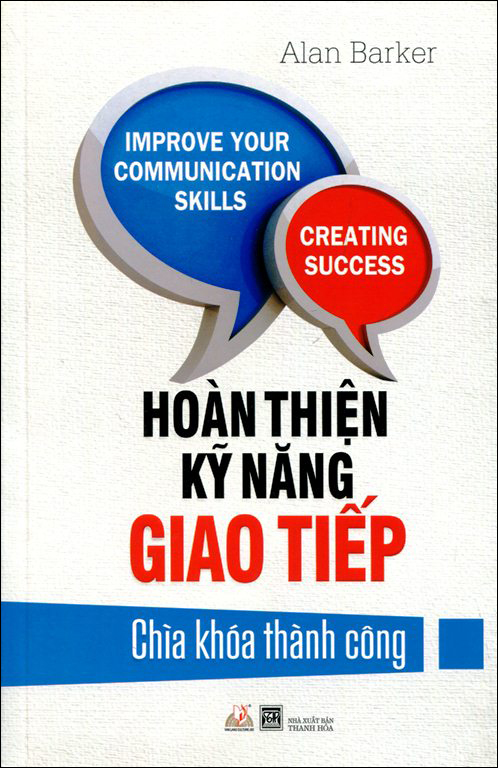 Alan Barker
IMPROVE YOUR
COMMUNICATION
SKILLS
CREATING
SUCCESS
HOÀN THIỆN
KỸ NĂNG
GIAO TIẾP
Chìa khóa thành công
NHÀ XUẤT BẢN
THANH HÓA